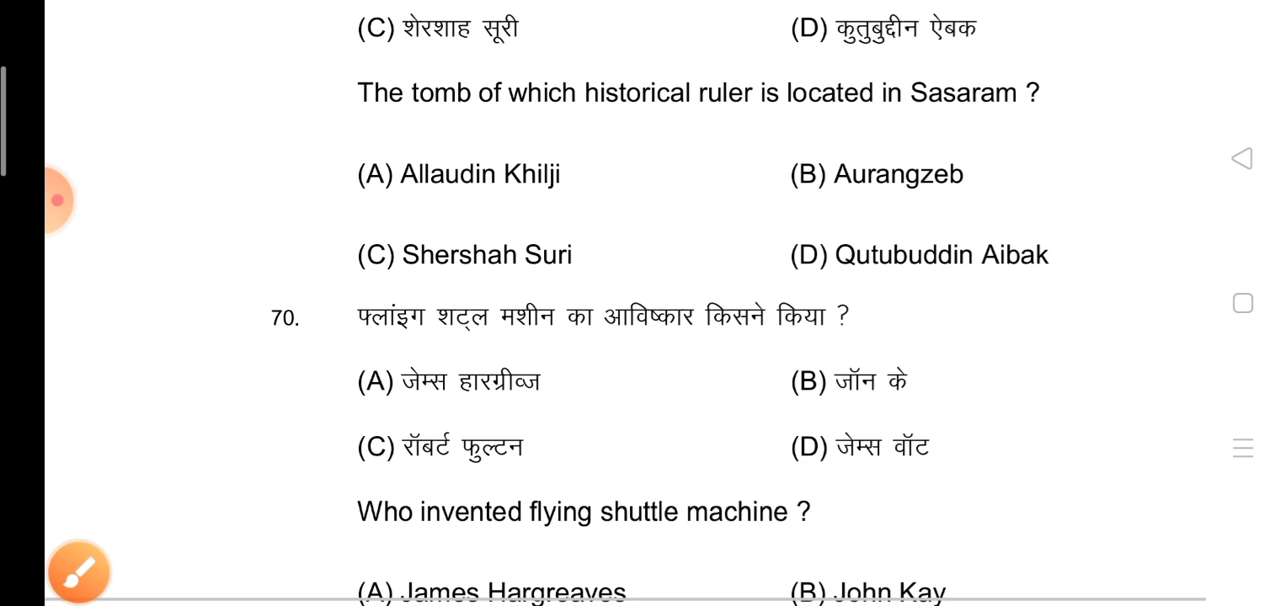 (C) शेरशाह सूरी (D) कुतुबुद्दीन ऐबक
The tomb of which historical ruler is located in Sasaram ?
(A) Allaudin Khilji (B) Aurangzeb
(C) Shershah Suri (D) Qutubuddin Aibak
70. फ्लांइग शट्ल मशीन का आविष्कार किसने किया ?
(A) जेम्स हारग्रीव्ज (B) जॉन के
(C) रॉबर्ट फुल्टन (D) जेम्स वॉट
Who invented flying shuttle machine ?
(A) James Hargreaves (B) John Kay